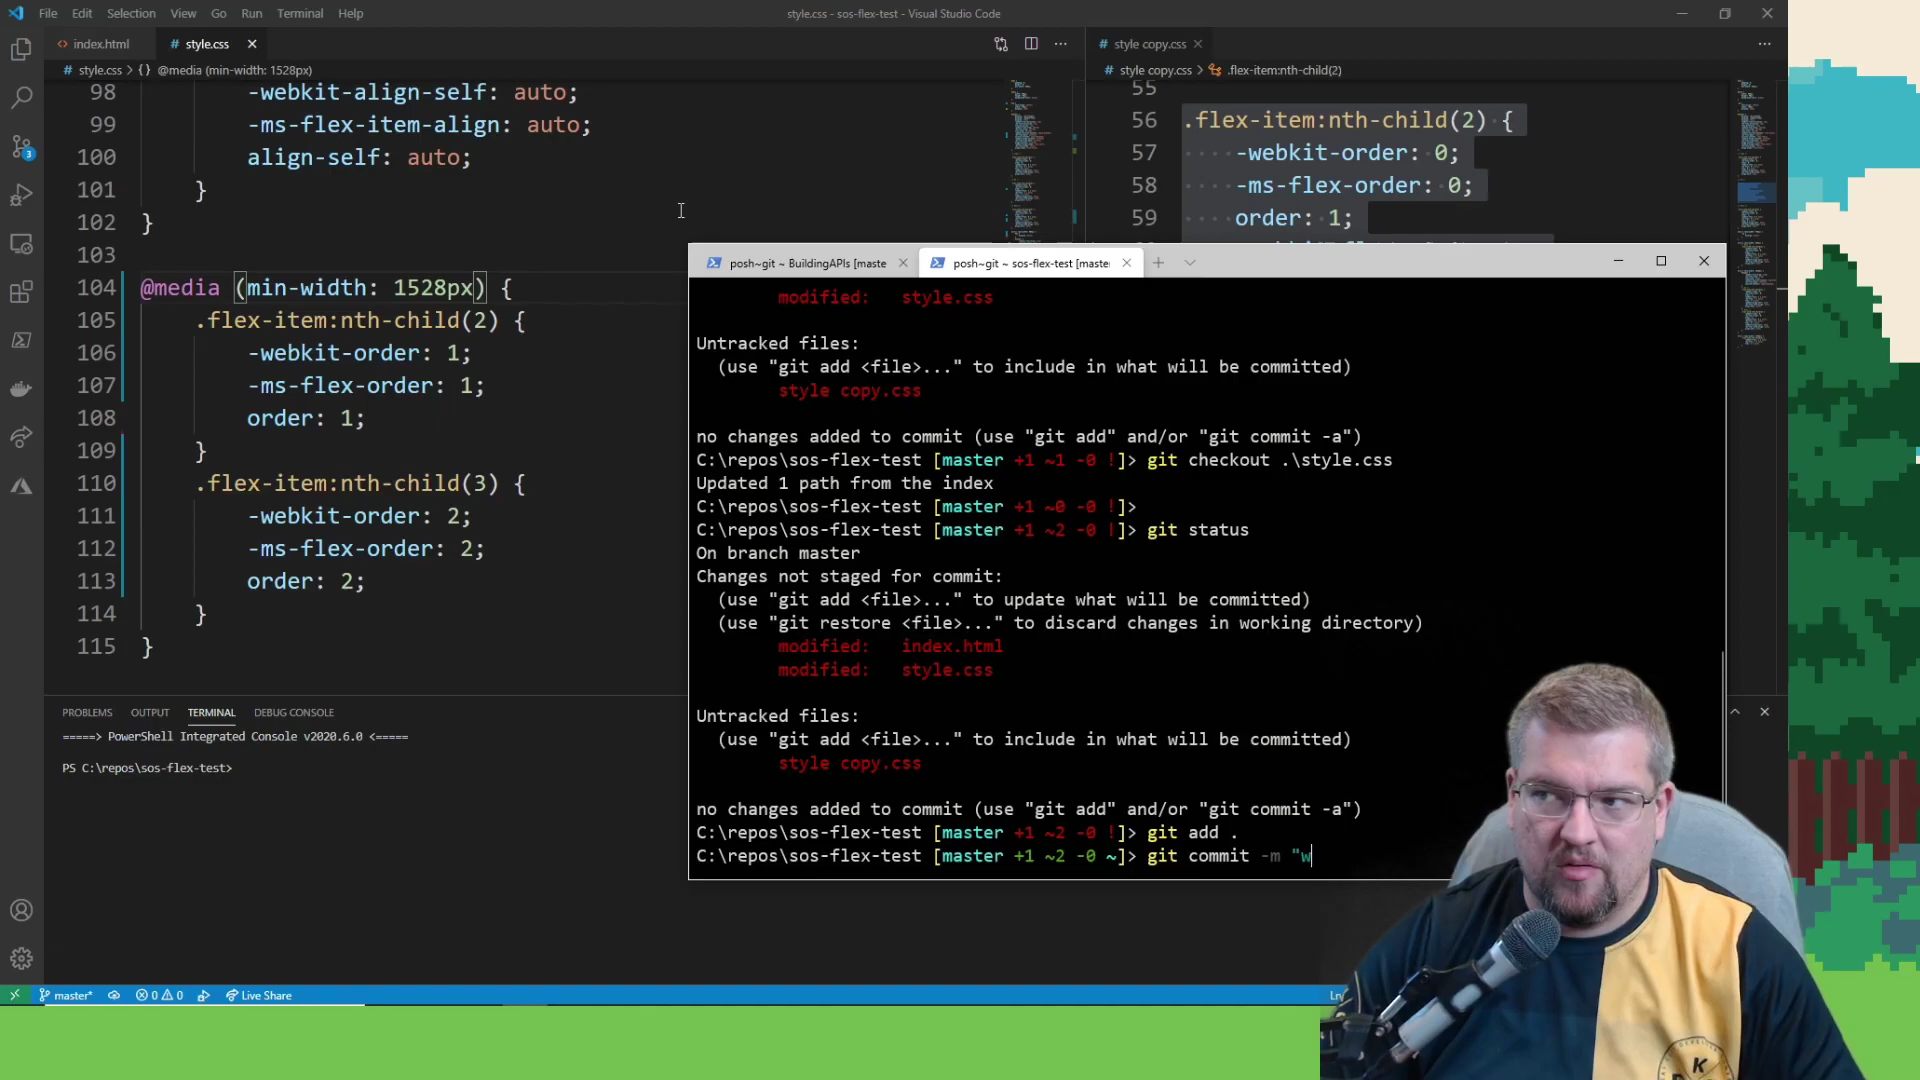 File Edit Selection View Go Run Terminal Help
style.css - sos-flex-test - Visual Studio Code
index.html
style.css
style.css > {} @media (min-width: 1528px)
98 -webkit-align-self: auto;
99 -ms-flex-item-align: auto;
100 align-self: auto;
101 }
102 }
103
104 @media (min-width: 1528px) {
105 .flex-item:nth-child(2) {
106 -webkit-order: 1;
107 -ms-flex-order: 1;
108 order: 1;
109 }
110 .flex-item:nth-child(3) {
111 -webkit-order: 2;
112 -ms-flex-order: 2;
113 order: 2;
114 }
115 }
style copy.css
style copy.css > .flex-item:nth-child(2)
55
56 .flex-item:nth-child(2) {
57 -webkit-order: 0;
58 -ms-flex-order: 0;
59 order: 1;
posh~git ~ BuildingAPIs [maste
posh~git ~ sos-flex-test [master
modified: style.css
Untracked files:
(use "git add <file>..." to include in what will be committed)
style copy.css
no changes added to commit (use "git add" and/or "git commit -a")
C:\repos\sos-flex-test [master +1 ~1 -0 !]> git checkout .\style.css
Updated 1 path from the index
C:\repos\sos-flex-test [master +1 ~0 -0 !]>
C:\repos\sos-flex-test [master +1 ~2 -0 !]> git status
On branch master
Changes not staged for commit:
(use "git add <file>..." to update what will be committed)
(use "git restore <file>..." to discard changes in working directory)
modified: index.html
modified: style.css
Untracked files:
(use "git add <file>..." to include in what will be committed)
style copy.css
no changes added to commit (use "git add" and/or "git commit -a")
C:\repos\sos-flex-test [master +1 ~2 -0 !]> git add .
C:\repos\sos-flex-test [master +1 ~2 -0 ~]> git commit -m "w
PROBLEMS OUTPUT TERMINAL DEBUG CONSOLE
=====> PowerShell Integrated Console v2020.6.0 <=====
PS C:\repos\sos-flex-test>
3
master*
0
0
Live Share
Ln
K